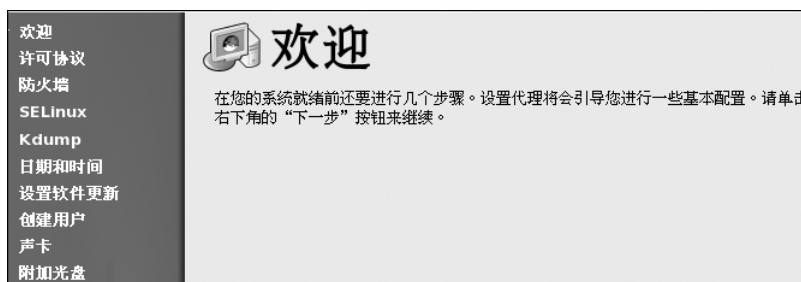 欢迎
许可协议
防火墙
SELinux
Kdump
日期和时间
设置软件更新
创建用户
声卡
附加光盘
欢迎
在您的系统就绪前还要进行几个步骤。设置代理将会引导您进行一些基本配置。请单击
右下角的“下一步”按钮来继续。